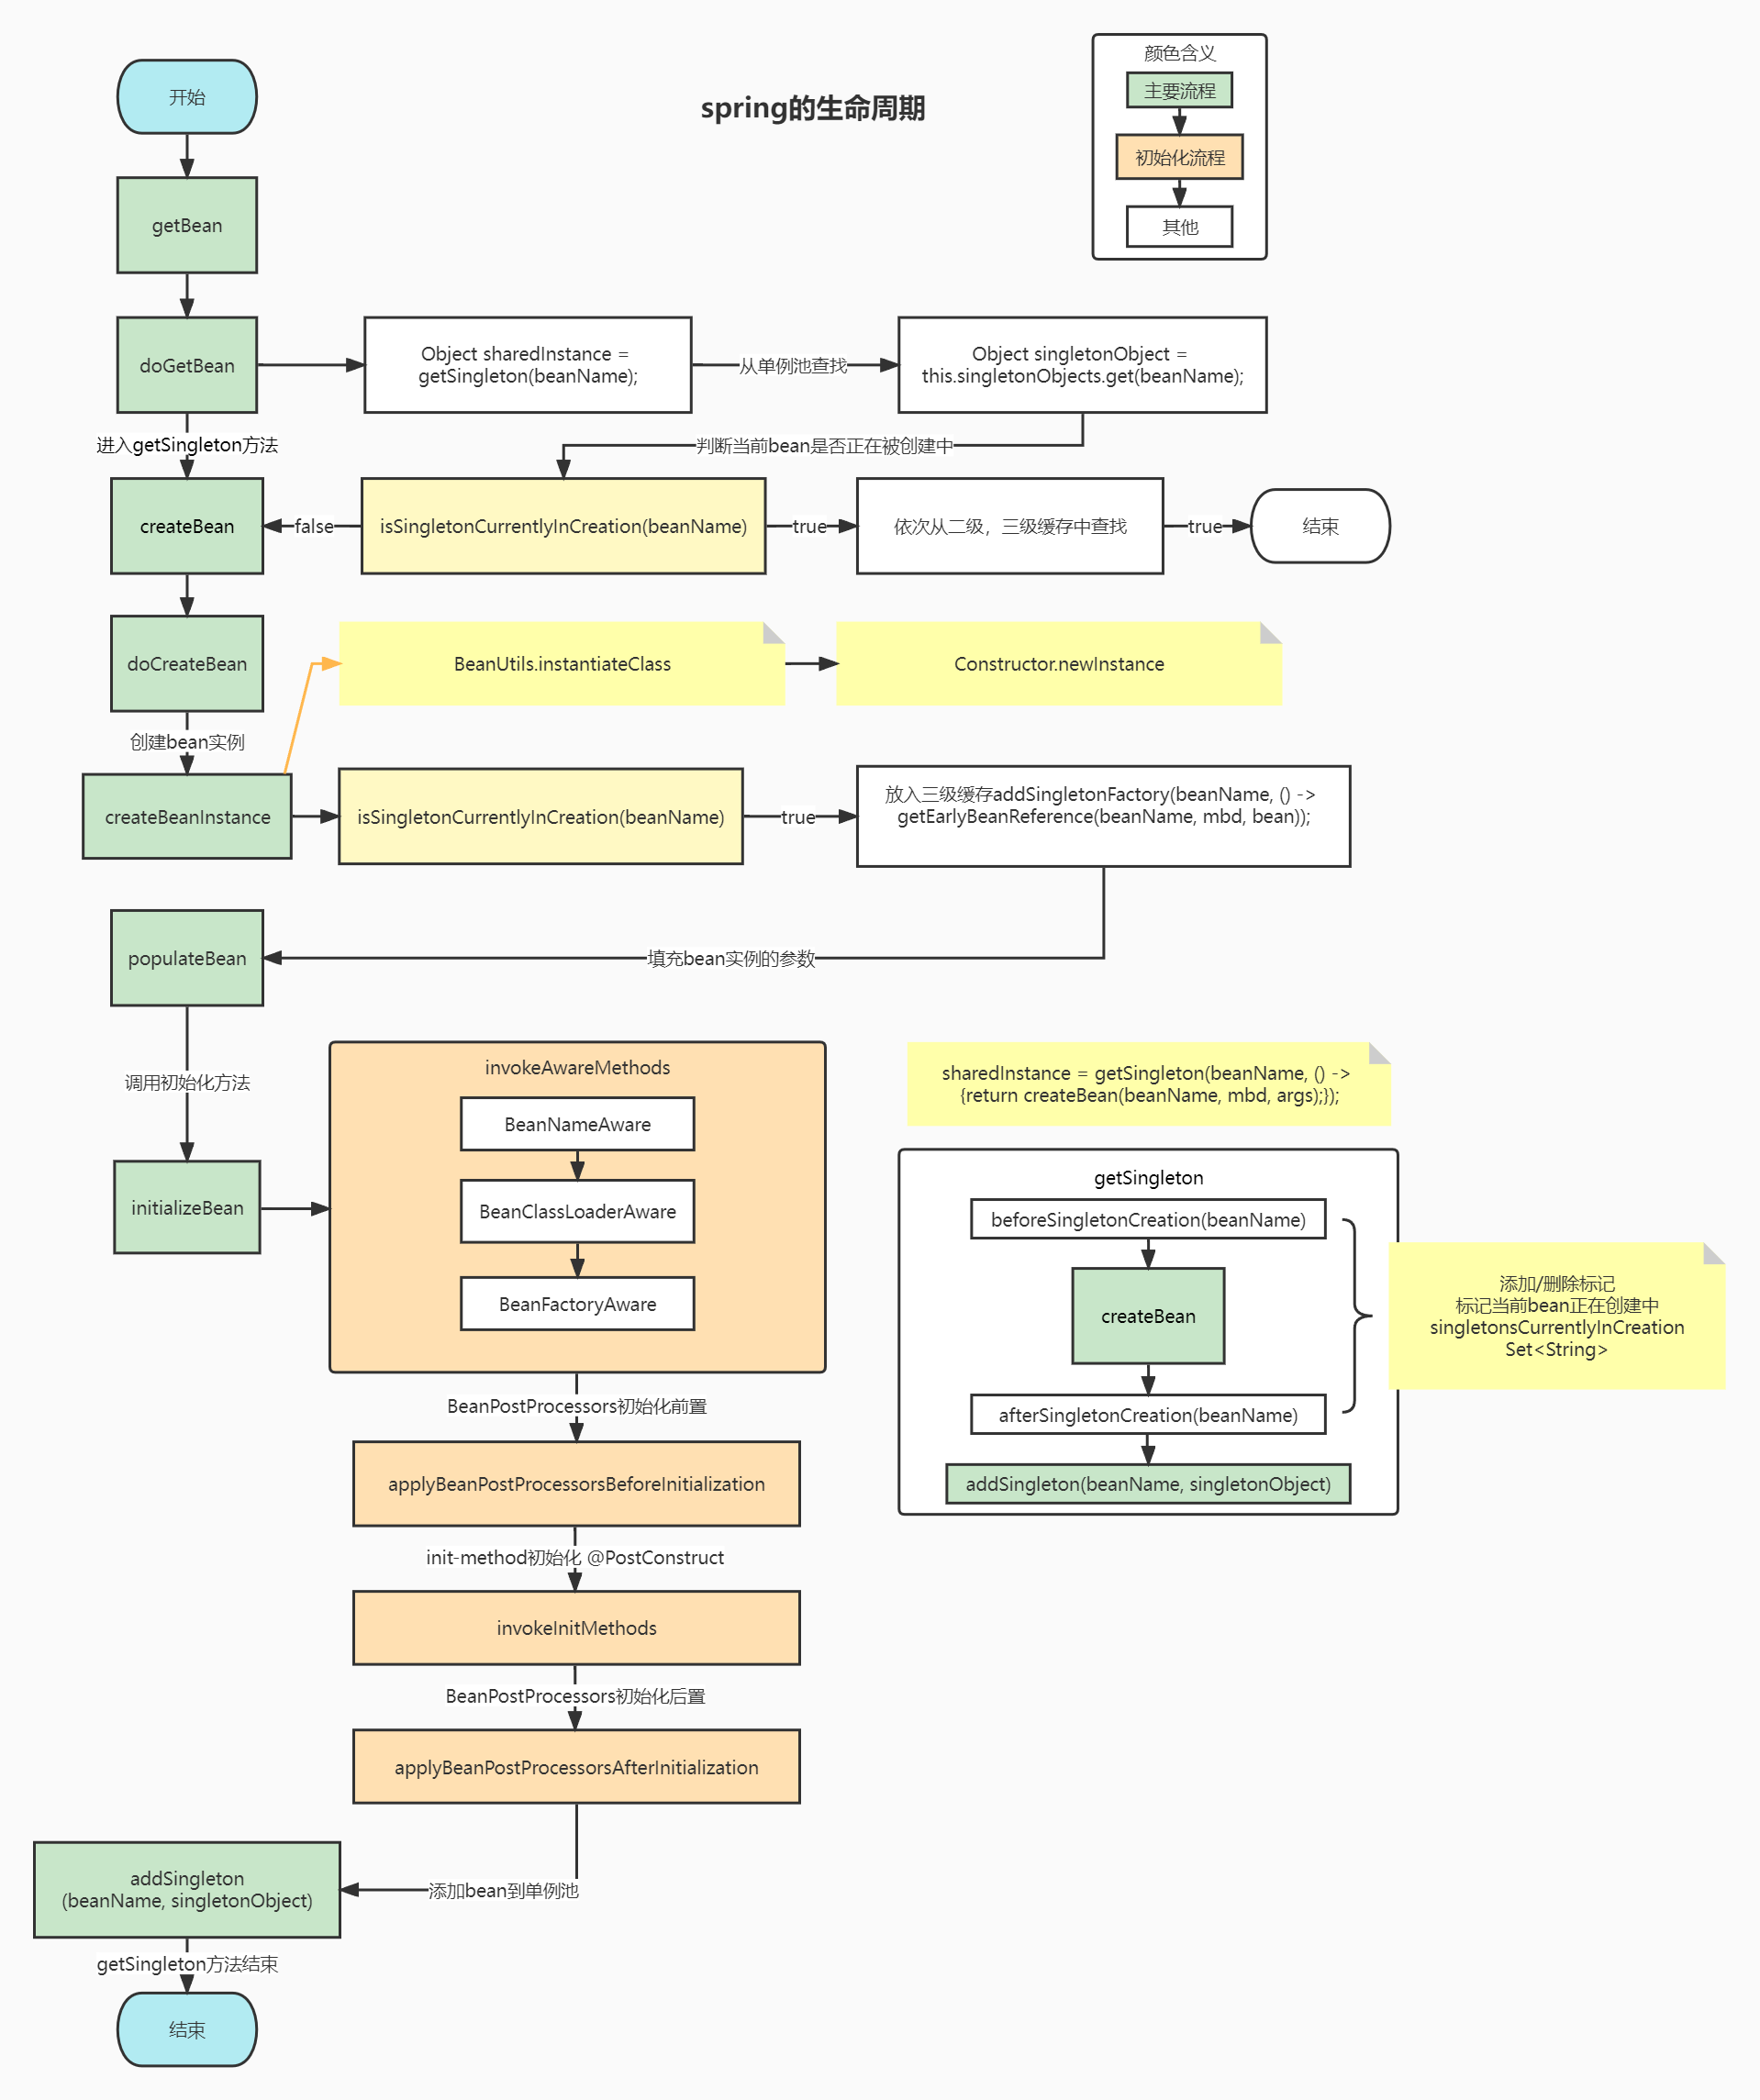 spring的生命周期
颜色含义
主要流程
初始化流程
其他
开始
getBean
doGetBean
Object sharedInstance =
getSingleton(beanName);
从单例池查找
Object singletonObject =
this.singletonObjects.get(beanName);
进入getSingleton方法
判断当前bean是否正在被创建中
createBean
false
isSingletonCurrentlyInCreation(beanName)
true
依次从二级，三级缓存中查找
true
结束
doCreateBean
BeanUtils.instantiateClass
Constructor.newInstance
创建bean实例
createBeanInstance
isSingletonCurrentlyInCreation(beanName)
true
放入三级缓存addSingletonFactory(beanName, () ->
getEarlyBeanReference(beanName, mbd, bean));
populateBean
填充bean实例的参数
调用初始化方法
initializeBean
invokeAwareMethods
BeanNameAware
BeanClassLoaderAware
BeanFactoryAware
sharedInstance = getSingleton(beanName, () ->
{return createBean(beanName, mbd, args);});
getSingleton
beforeSingletonCreation(beanName)
createBean
afterSingletonCreation(beanName)
addSingleton(beanName, singletonObject)
添加/删除标记
标记当前bean正在创建中
singletonsCurrentlyInCreation
Set<String>
BeanPostProcessors初始化前置
applyBeanPostProcessorsBeforeInitialization
init-method初始化 @PostConstruct
invokeInitMethods
BeanPostProcessors初始化后置
applyBeanPostProcessorsAfterInitialization
addSingleton
(beanName, singletonObject)
添加bean到单例池
getSingleton方法结束
结束